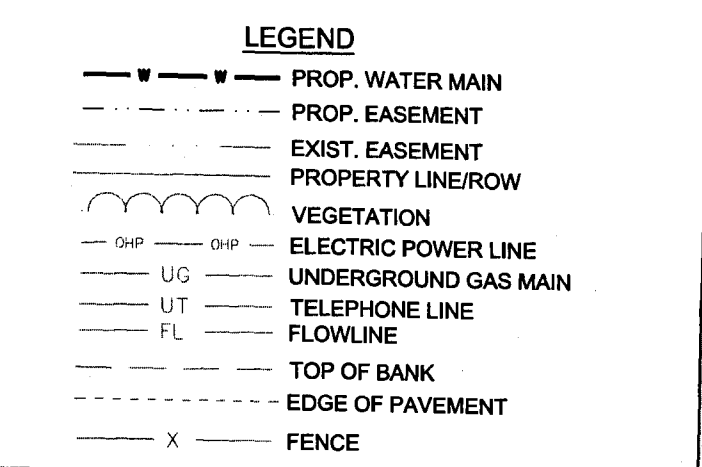 LEGEND
W W PROP. WATER MAIN
PROP. EASEMENT
EXIST. EASEMENT
PROPERTY LINE/ROW
VEGETATION
OHP OHP ELECTRIC POWER LINE
UG UNDERGROUND GAS MAIN
UT TELEPHONE LINE
FL FLOWLINE
TOP OF BANK
EDGE OF PAVEMENT
X FENCE